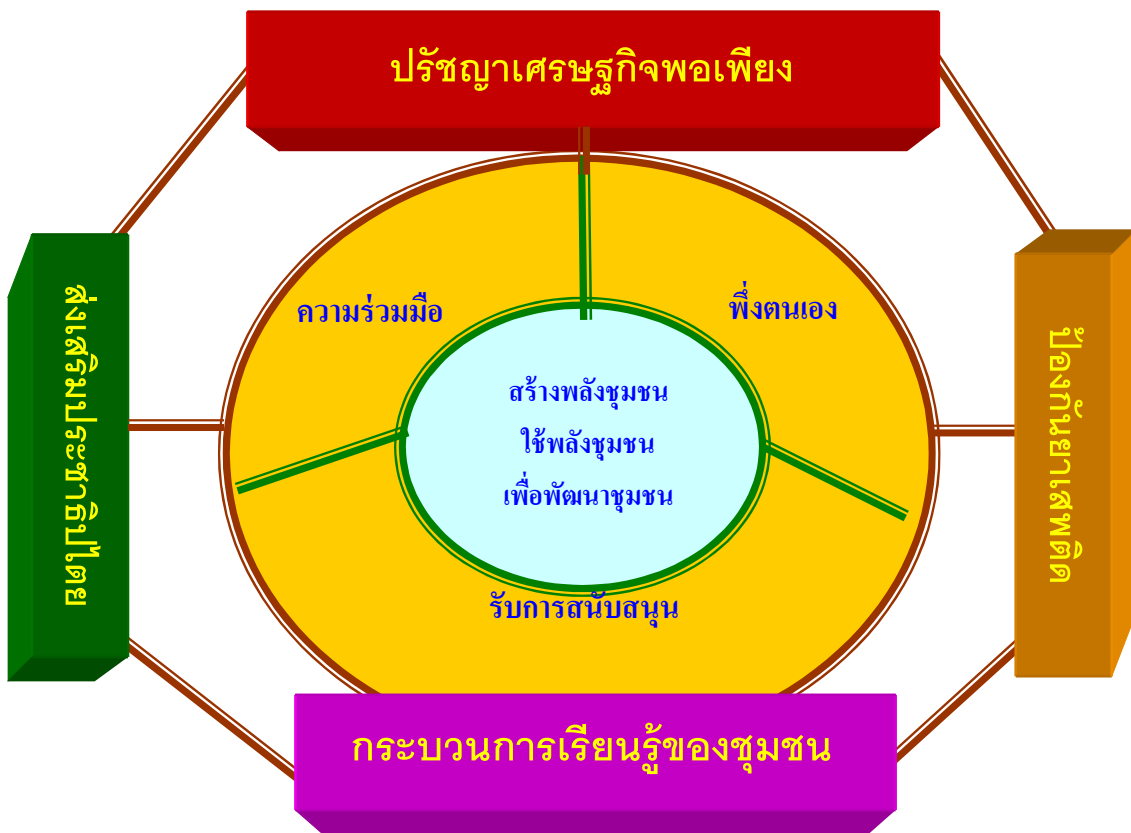 ปรัชญาเศรษฐกิจพอเพียง
ส่งเสริมประชาธิปไตย
ความร่วมมือ
พึ่งตนเอง
ป้องกันยาเสพติด
สร้างพลังชุมชน
ใช้พลังชุมชน
เพื่อพัฒนาชุมชน
รับการสนับสนุน
กระบวนการเรียนรู้ของชุมชน